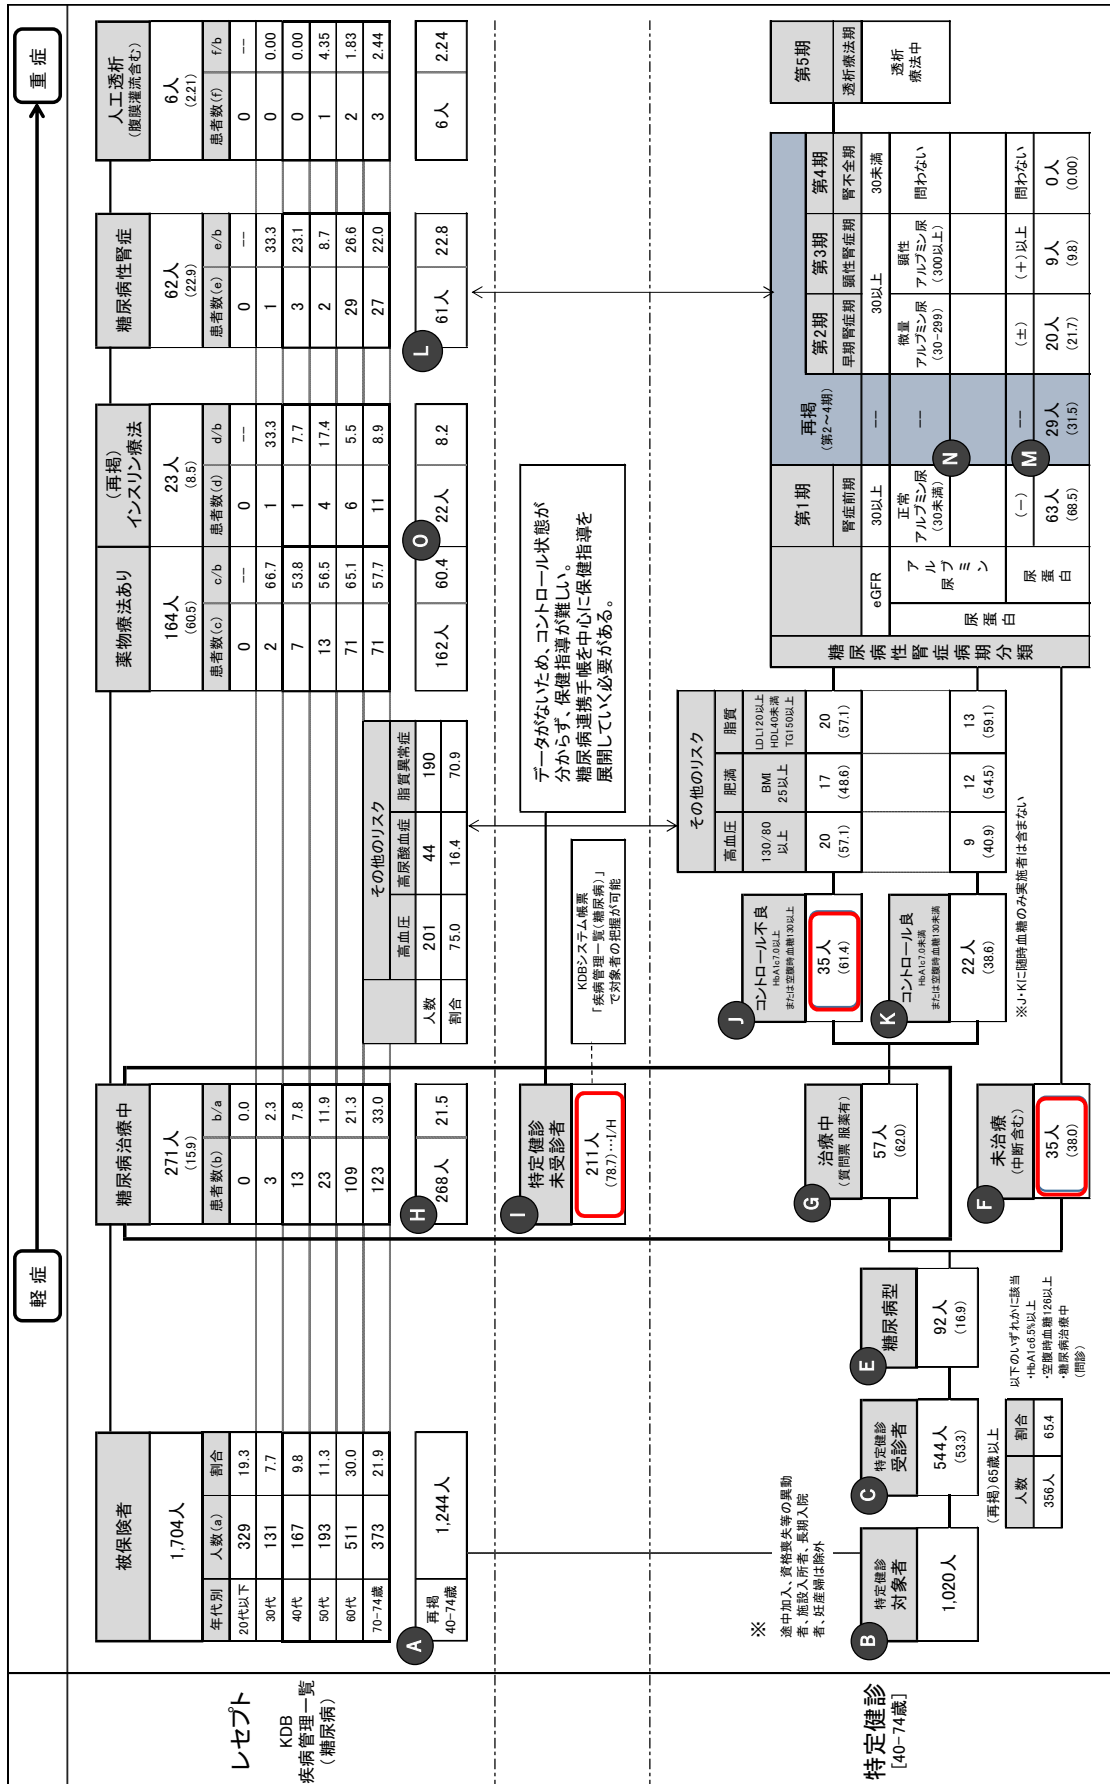 軽症
重症
レセプト
KDB
疾病管理一覧
(糖尿病)
被保険者
1,704人
年代別 人数(a) 割合
20代以下 329 19.3
30代 131 7.7
40代 167 9.8
50代 193 11.3
60代 511 30.0
70-74歳 373 21.9
A
再掲
40-74歳
1,244人
糖尿病治療中
271人
(15.9)
患者数(b) b/a
0 0.0
3 2.3
13 7.8
23 11.9
109 21.3
123 33.0
H
268人 21.5
その他のリスク
高血圧 高尿酸血症 脂質異常症
人数 201 44 190
割合 75.0 16.4 70.9
薬物療法あり
164人
(60.5)
患者数(c) c/b
0 --
2 66.7
7 53.8
13 56.5
71 65.1
71 57.7
162人 60.4
(再掲)
インスリン療法
23人
(8.5)
患者数(d) d/b
0 --
1 33.3
1 7.7
4 17.4
6 5.5
11 8.9
O
22人 8.2
糖尿病性腎症
62人
(22.9)
患者数(e) e/b
0 --
1 33.3
3 23.1
2 8.7
29 26.6
27 22.0
L
61人 22.8
人工透析
(腹膜灌流含む)
6人
(2.21)
患者数(f) f/b
0 --
0 0.00
0 0.00
1 4.35
2 1.83
3 2.44
6人 2.24
I
特定健診
未受診者
211人
(78.7)…I/H
KDBシステム帳票
「疾病管理一覧(糖尿病)」
で対象者の把握が可能
データがないため、コントロール状態が
分からず、保健指導が難しい。
糖尿病連携手帳を中心に保健指導を
展開していく必要がある。
特定健診
[40-74歳]
※
途中加入、資格喪失等の異動
者、施設入所者、長期入院
者、妊産婦は除外
B
特定健診
対象者
1,020人
C
特定健診
受診者
544人
(53.3)
(再掲)65歳以上
人数 割合
356人 65.4
E
糖尿病型
92人
(16.9)
以下のいずれかに該当
・HbA1c6.5%以上
・空腹時血糖126以上
・糖尿病治療中
(問診)
G
治療中
(質問票 服薬有)
57人
(62.0)
F
未治療
(中断含む)
35人
(38.0)
J
コントロール不良
HbA1c7.0以上
または空腹時血糖130以上
35人
(61.4)
K
コントロール良
HbA1c7.0未満
または空腹時血糖130未満
22人
(38.6)
※J・Kに随時血糖のみ実施者は含まない
その他のリスク
高血圧 肥満 脂質
130/80
以上
BMI
25以上
LDL120以上
HDL40未満
TG150以上
20
(57.1)
17
(48.6)
20
(57.1)
9
(40.9)
12
(54.5)
13
(59.1)
糖尿病性腎症病期分類
eGFR
尿蛋白
尿アルブミン
尿蛋白
第1期
腎症前期
30以上
正常
アルブミン尿
(30未満)
(－)
63人
(68.5)
再掲
(第2~4期)
--
--
N
M
--
29人
(31.5)
第2期 第3期 第4期
早期腎症期 顕性腎症期 腎不全期
30以上 30未満
微量
アルブミン尿
(30-299)
顕性
アルブミン尿
(300以上)
問わない
(±) (＋)以上 問わない
20人
(21.7)
9人
(9.8)
0人
(0.00)
第5期
透析療法期
透析
療法中